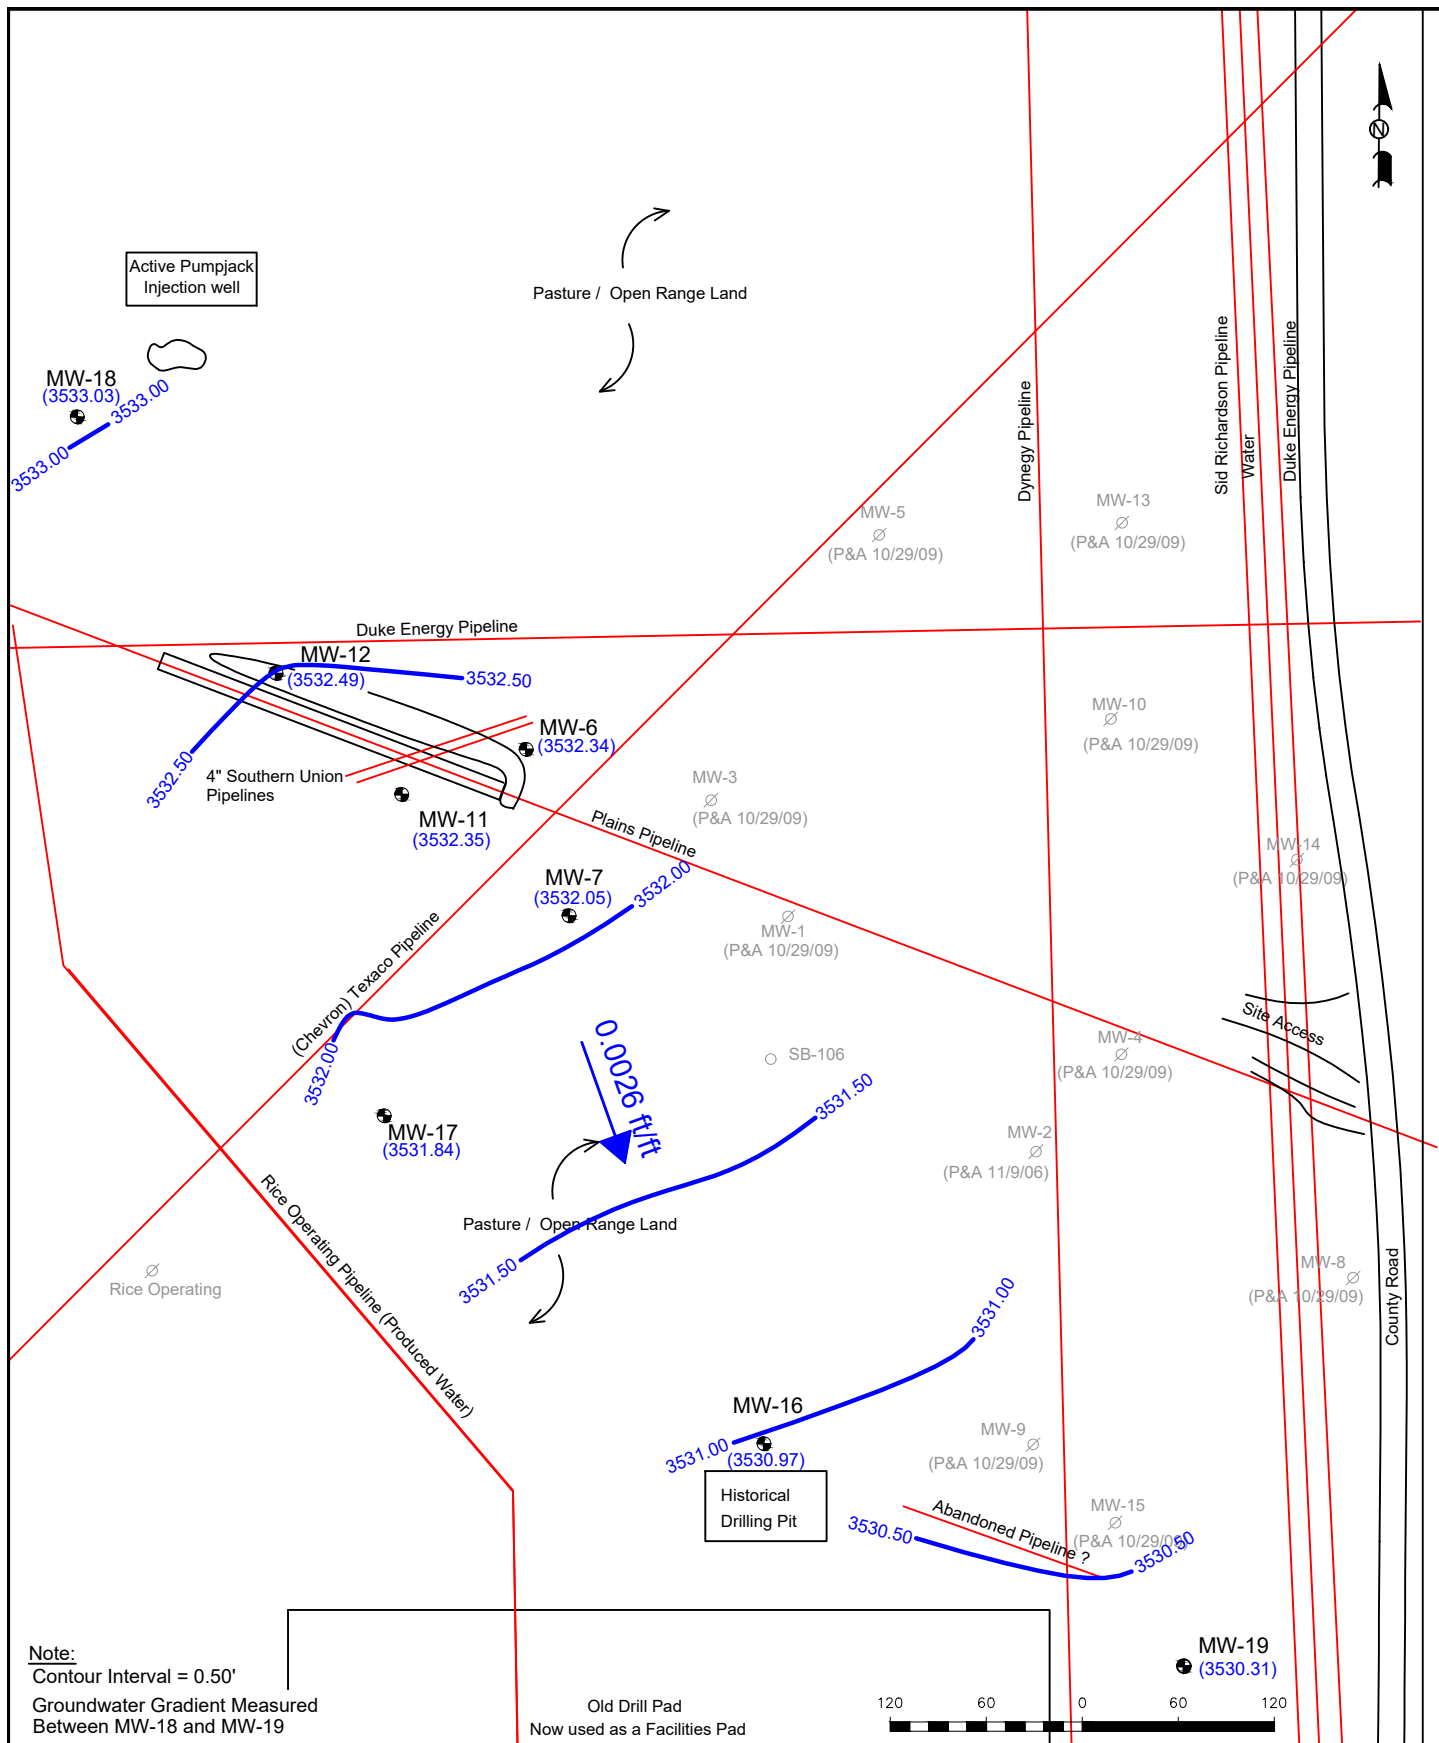 N
Active Pumpjack
Injection well
Pasture / Open Range Land
MW-18
(3533.03)
3533.00
3533.00
Dynegy Pipeline
Sid Richardson Pipeline
Water
Duke Energy Pipeline
MW-5
(P&A 10/29/09)
MW-13
(P&A 10/29/09)
Duke Energy Pipeline
MW-12
(3532.49)
3532.50
3532.50
MW-6
(3532.34)
4" Southern Union
Pipelines
MW-11
(3532.35)
MW-10
(P&A 10/29/09)
MW-3
(P&A 10/29/09)
Plains Pipeline
MW-14
(P&A 10/29/09)
MW-7
(3532.05)
3532.00
MW-1
(P&A 10/29/09)
(Chevron) Texaco Pipeline
3532.00
Site Access
0.0026 ft/ft
SB-106
MW-4
(P&A 10/29/09)
3531.50
MW-17
(3531.84)
MW-2
(P&A 11/9/06)
Rice Operating Pipeline (Produced Water)
Pasture / Open Range Land
3531.50
Rice Operating
MW-8
(P&A 10/29/09)
County Road
3531.00
MW-16
3531.00
(3530.97)
Historical
Drilling Pit
MW-9
(P&A 10/29/09)
MW-15
(P&A 10/29/09)
Abandoned Pipeline ?
3530.50
3530.50
MW-19
(3530.31)
Note:
Contour Interval = 0.50'
Groundwater Gradient Measured
Between MW-18 and MW-19
Old Drill Pad
Now used as a Facilities Pad
120 60 0 60 120